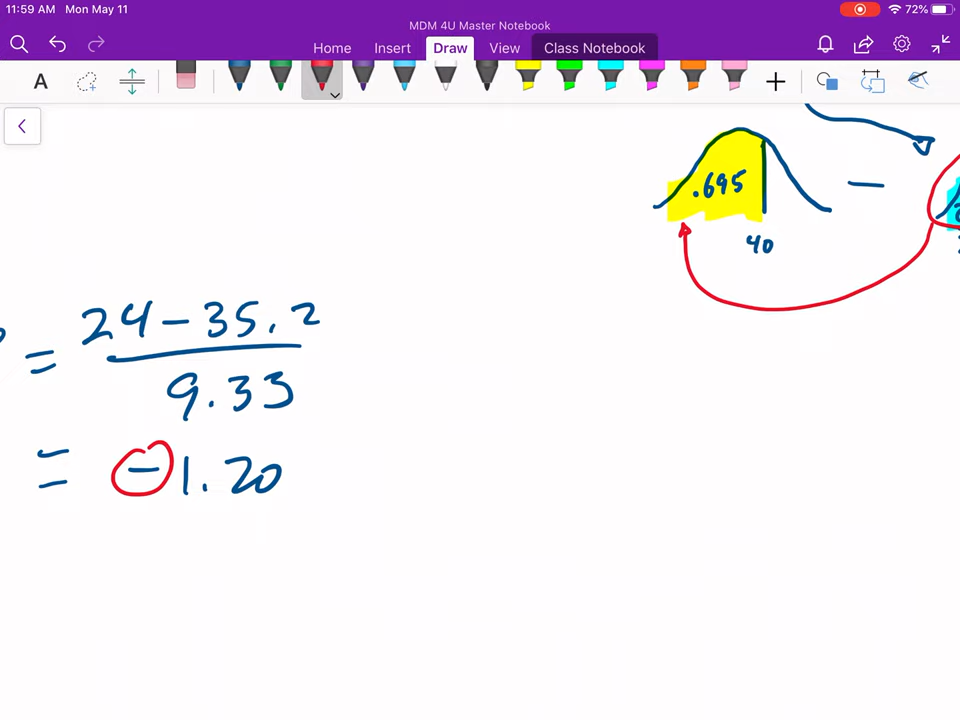 11:59 AM Mon May 11
72%
MDM 4U Master Notebook
Home Insert Draw View Class Notebook
A
.695 –
40
= 24 – 35.2
9.33
= – 1.20